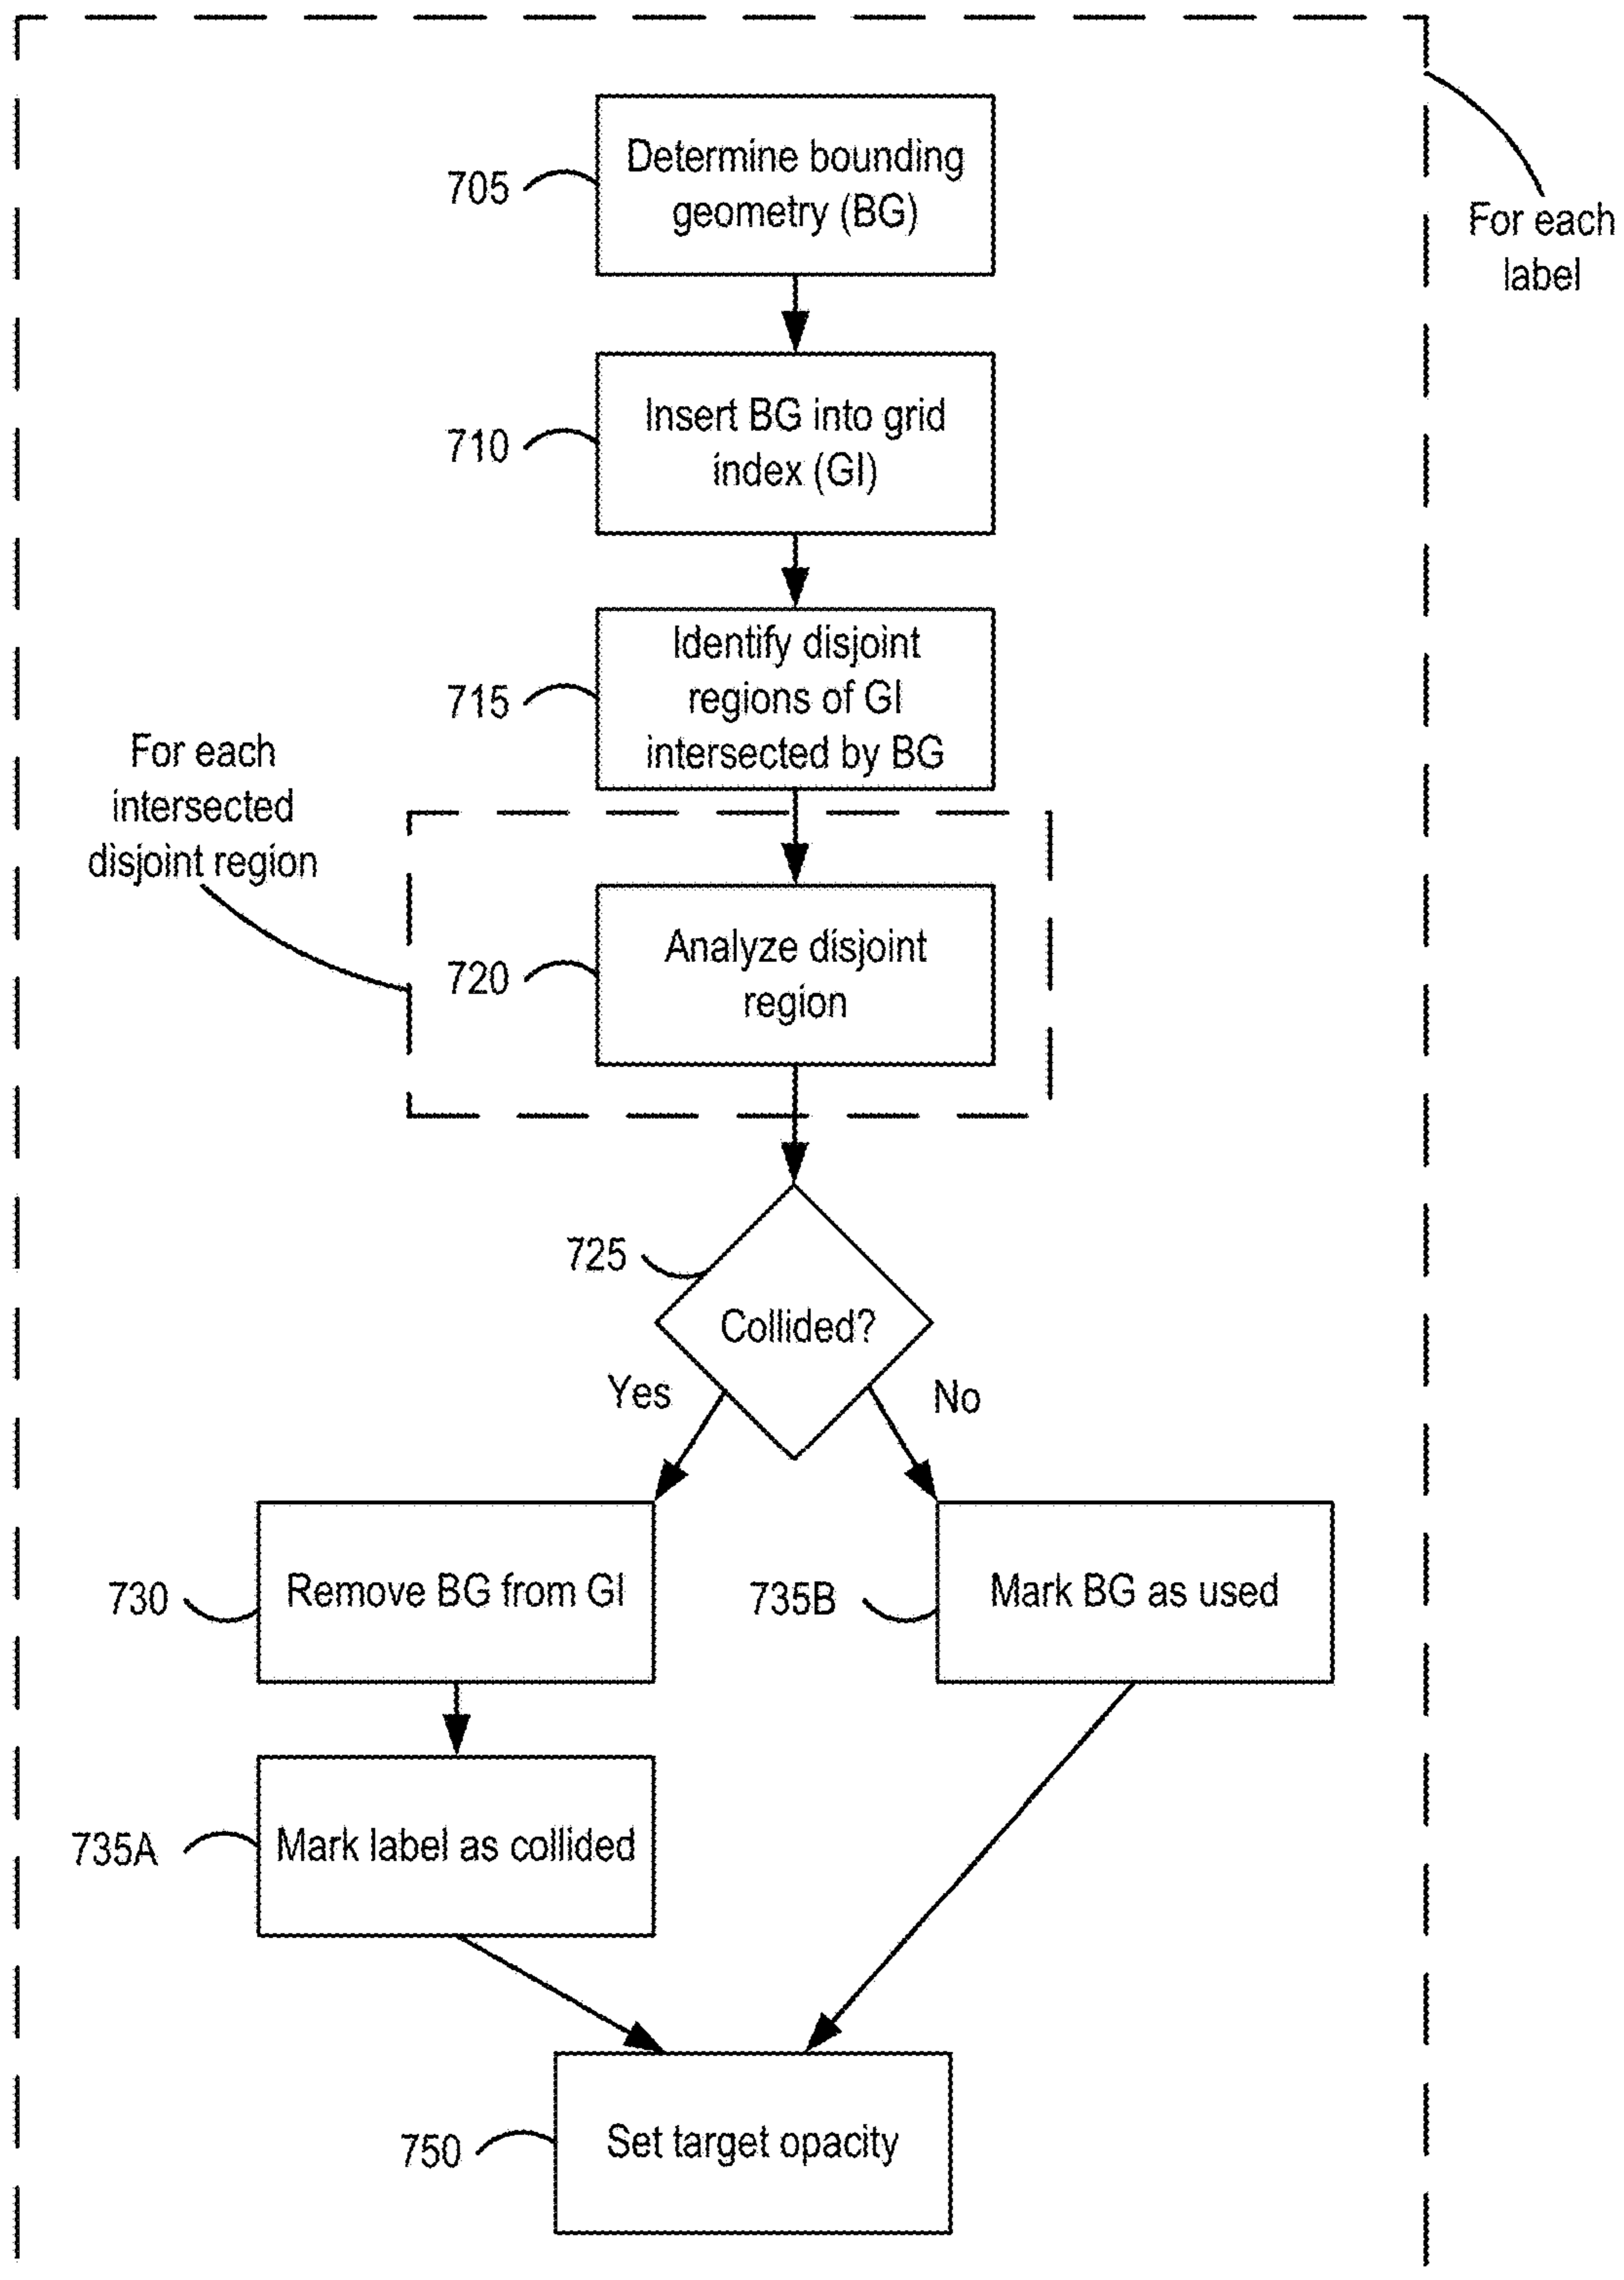 705
Determine bounding
geometry (BG)
For each
label
710
Insert BG into grid
index (GI)
715
Identify disjoint
regions of GI
intersected by BG
For each
intersected
disjoint region
720
Analyze disjoint
region
725
Collided?
Yes
No
730
Remove BG from GI
735B
Mark BG as used
735A
Mark label as collided
750
Set target opacity